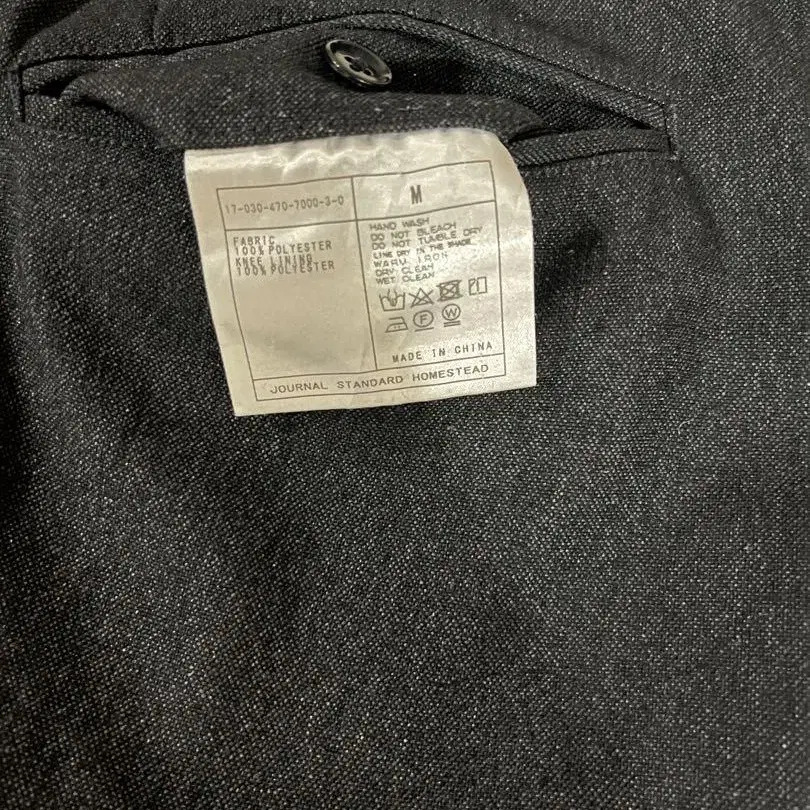 17-030-470-7000-3-0
M
FABRIC
100% POLYESTER
KNEE LINING
100% POLYESTER
HAND WASH
DO NOT BLEACH
DO NOT TUMBLE DRY
LINE DRY IN THE SHADE
WARM IRON
DRY CLEAN
WET CLEAN
F
W
MADE IN CHINA
JOURNAL STANDARD HOMESTEAD